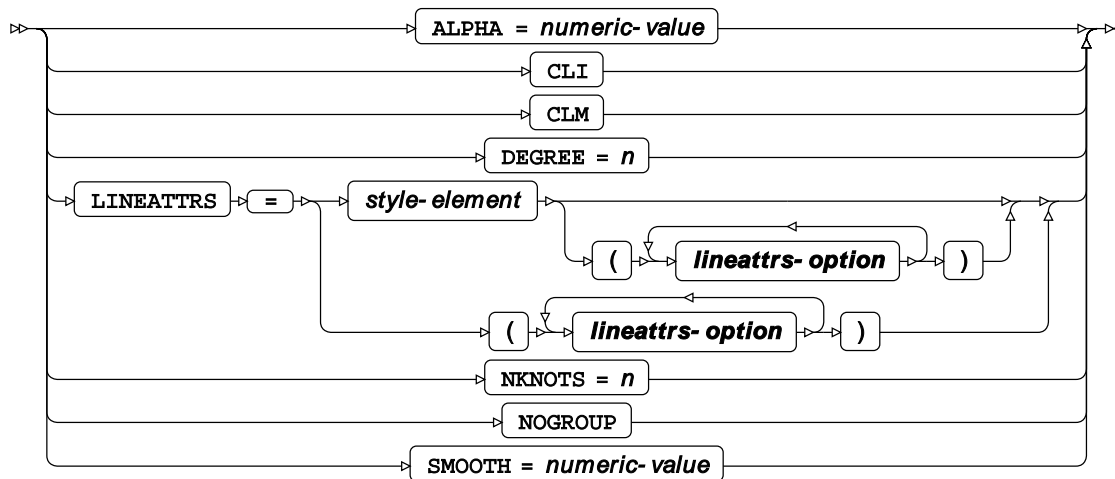 ALPHA = numeric-value
CLI
CLM
DEGREE = n
LINEATTRS = style-element
( lineattrs-option )
( lineattrs-option )
NKNOTS = n
NOGROUP
SMOOTH = numeric-value